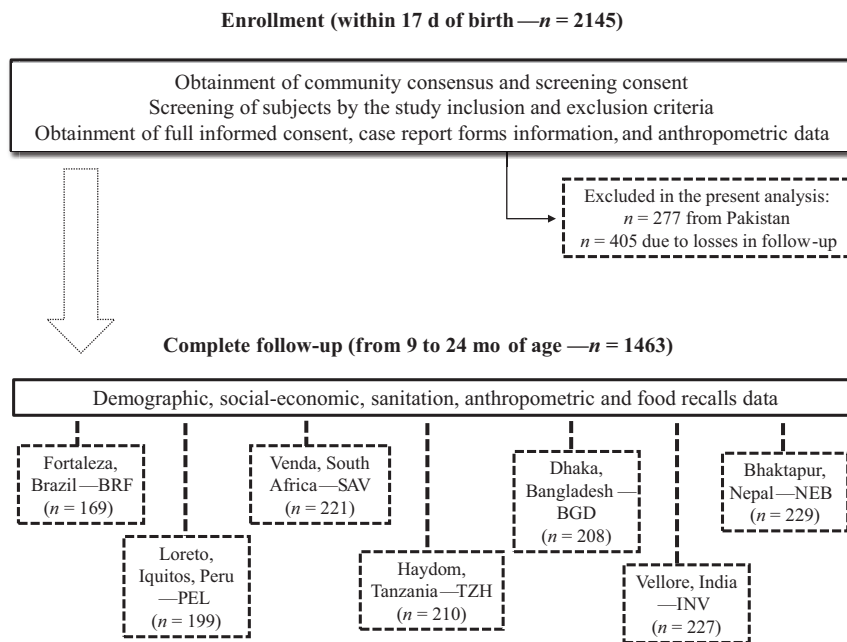 Enrollment (within 17 d of birth —n = 2145)
Obtainment of community consensus and screening consent
Screening of subjects by the study inclusion and exclusion criteria
Obtainment of full informed consent, case report forms information, and anthropometric data
Excluded in the present analysis:
n = 277 from Pakistan
n = 405 due to losses in follow-up
Complete follow-up (from 9 to 24 mo of age —n = 1463)
Demographic, social-economic, sanitation, anthropometric and food recalls data
Fortaleza,
Brazil—BRF
(n = 169)
Loreto,
Iquitos, Peru
—PEL
(n = 199)
Venda, South
Africa—SAV
(n = 221)
Haydom,
Tanzania—TZH
(n = 210)
Dhaka,
Bangladesh—
BGD
(n = 208)
Vellore, India
—INV
(n = 227)
Bhaktapur,
Nepal—NEB
(n = 229)